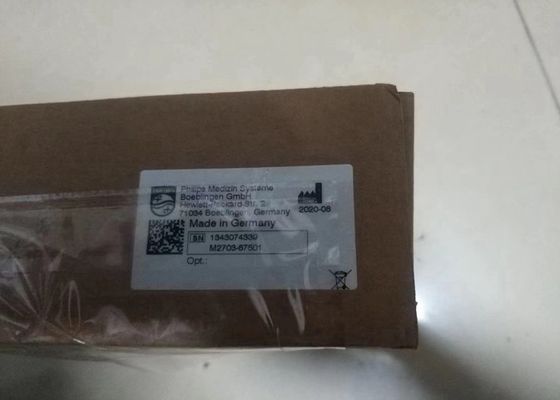 Philips Medizin Systeme
Boeblingen GmbH
Hewlett-Packard-Str. 2
71034 Boeblingen, Germany
2020-08
Made in Germany
SN 1343074339
M2703-67501
Opt.: